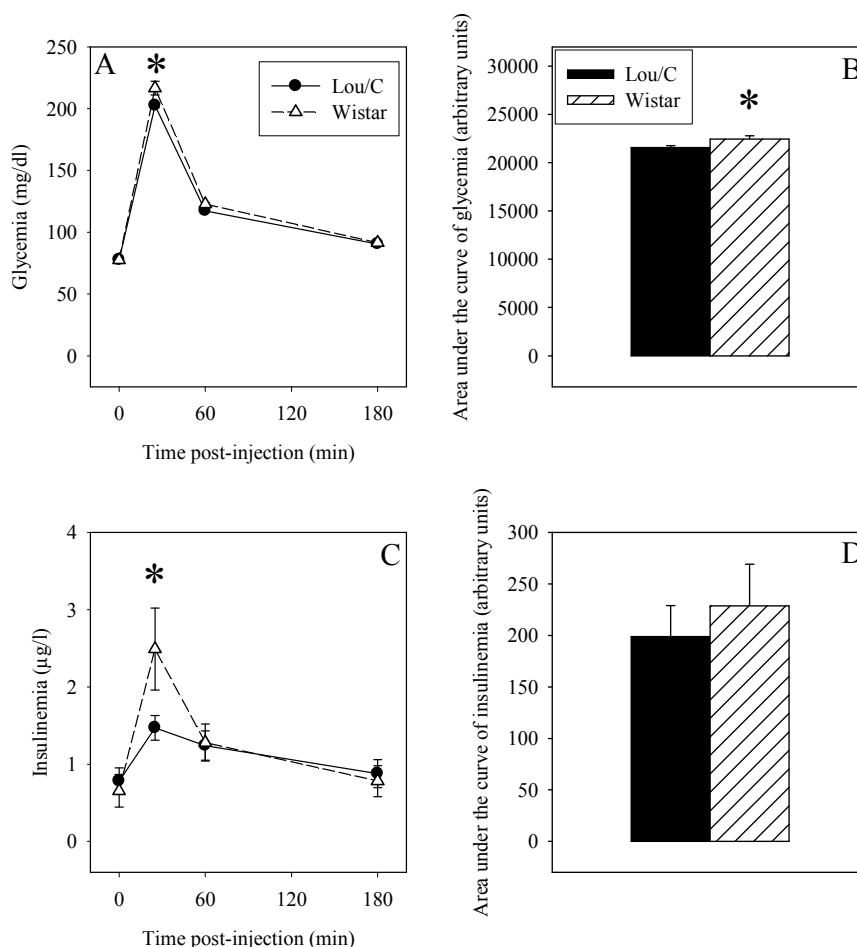 A
*
Lou/C
Wistar
Glycemia (mg/dl)
250
200
150
100
50
0
0 60 120 180
Time post-injection (min)
B
*
Lou/C
Wistar
Area under the curve of glycemia (arbitrary units)
30000
25000
20000
15000
10000
5000
0
C
*
Insulinemia (µg/l)
4
3
2
1
0
0 60 120 180
Time post-injection (min)
D
Area under the curve of insulinemia (arbitrary units)
300
250
200
150
100
50
0